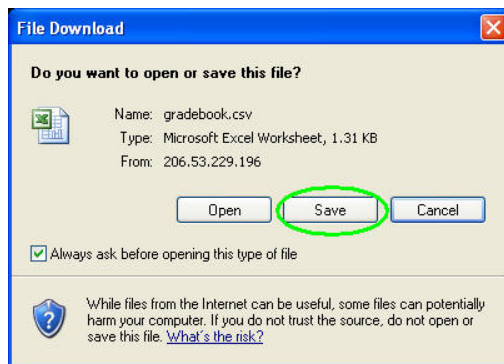 File Download
Do you want to open or save this file?
Name: gradebook.csv
Type: Microsoft Excel Worksheet, 1.31 KB
From: 206.53.229.196
Open Save Cancel
Always ask before opening this type of file
While files from the Internet can be useful, some files can potentially
harm your computer. If you do not trust the source, do not open or
save this file. What's the risk?